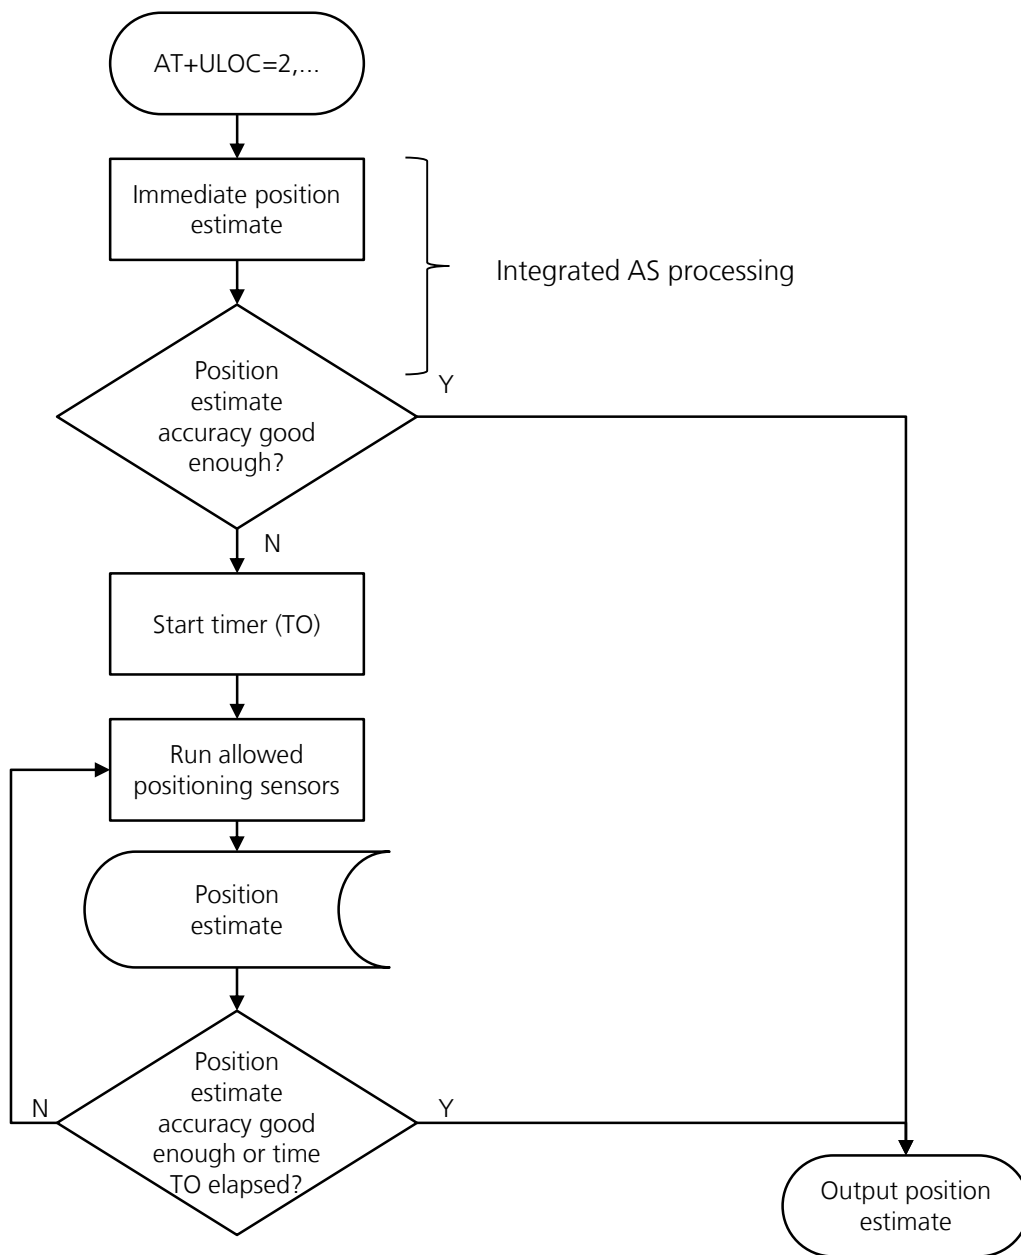 AT+ULOC=2,...
Immediate position
estimate
Integrated AS processing
Position
estimate
accuracy good
enough?
Y
N
Start timer (TO)
Run allowed
positioning sensors
Position
estimate
Position
estimate
accuracy good
enough or time
TO elapsed?
N
Y
Output position
estimate